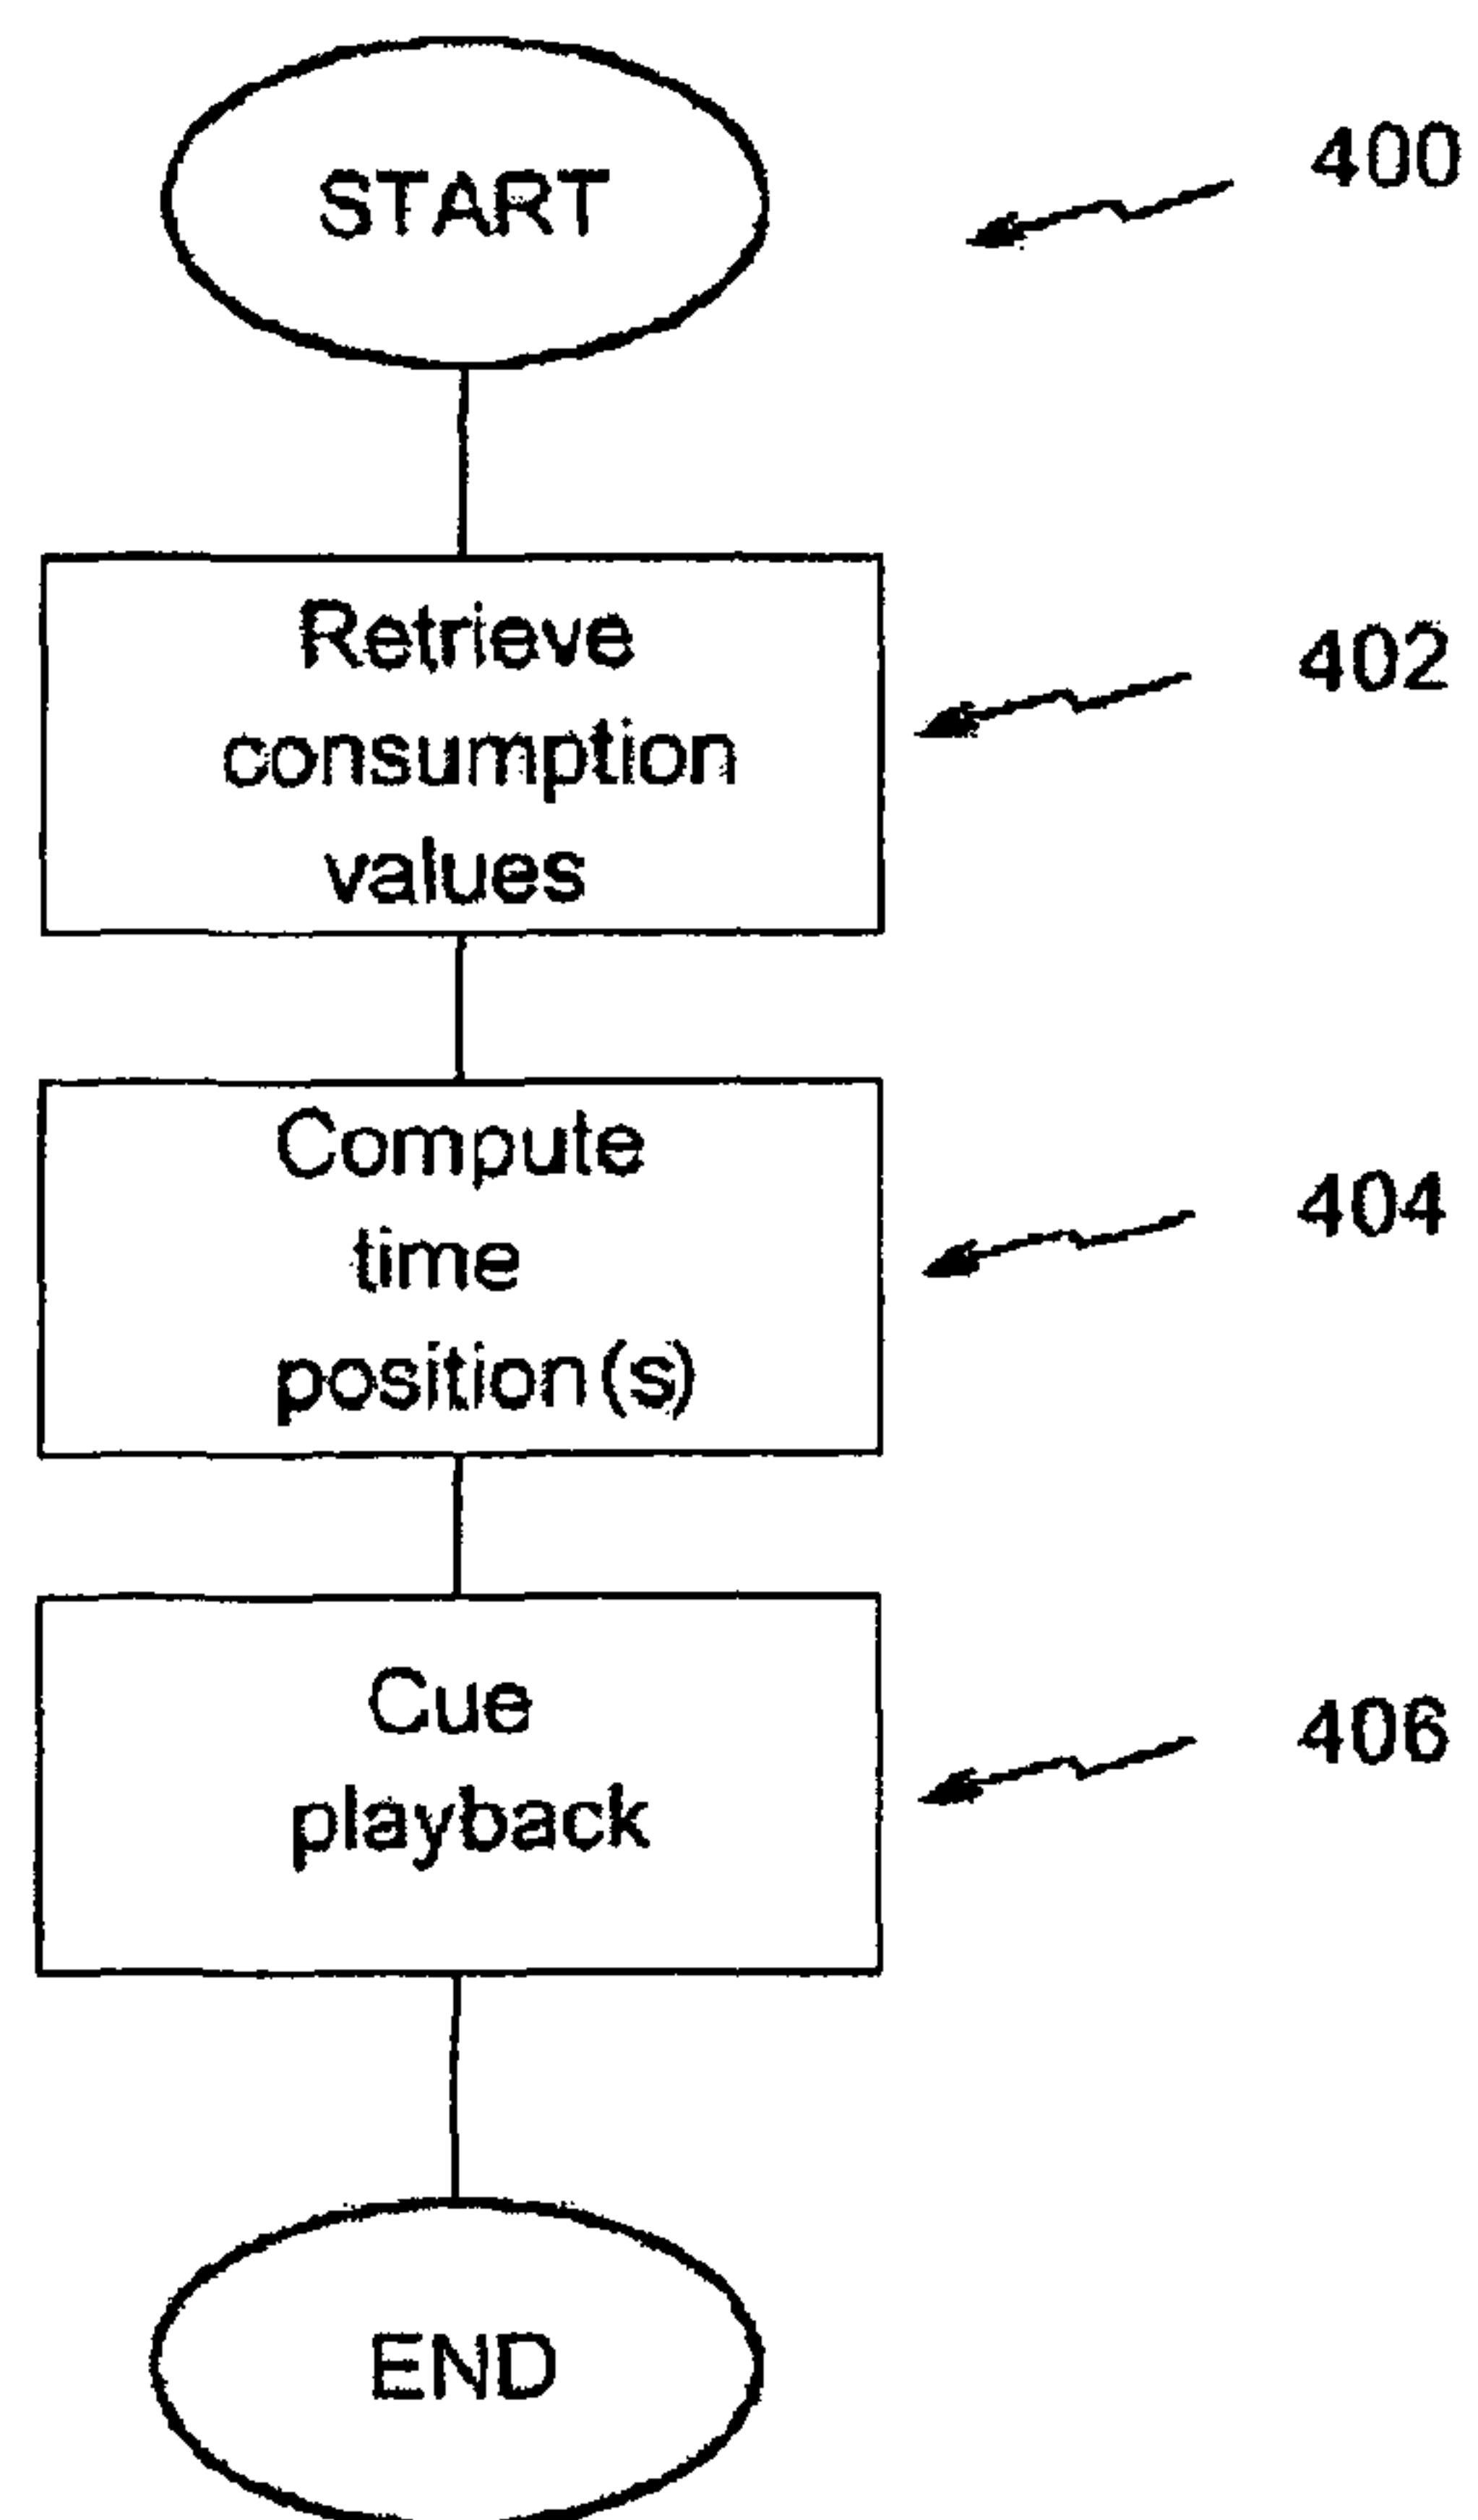 START
400
Retrieve
consumption
values
402
Compute
time
position(s)
404
Cue
playback
406
END